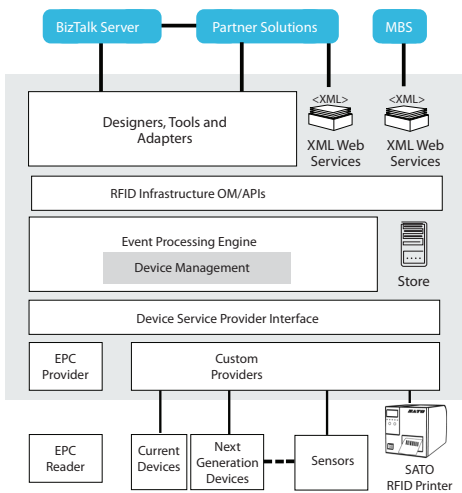 BizTalk Server
Partner Solutions
MBS
Designers, Tools and
Adapters
<XML>
XML Web
Services
<XML>
XML Web
Services
RFID Infrastructure OM/APIs
Event Processing Engine
Device Management
Store
Device Service Provider Interface
EPC
Provider
Custom
Providers
SATO
EPC
Reader
Current
Devices
Next
Generation
Devices
Sensors
SATO
RFID Printer